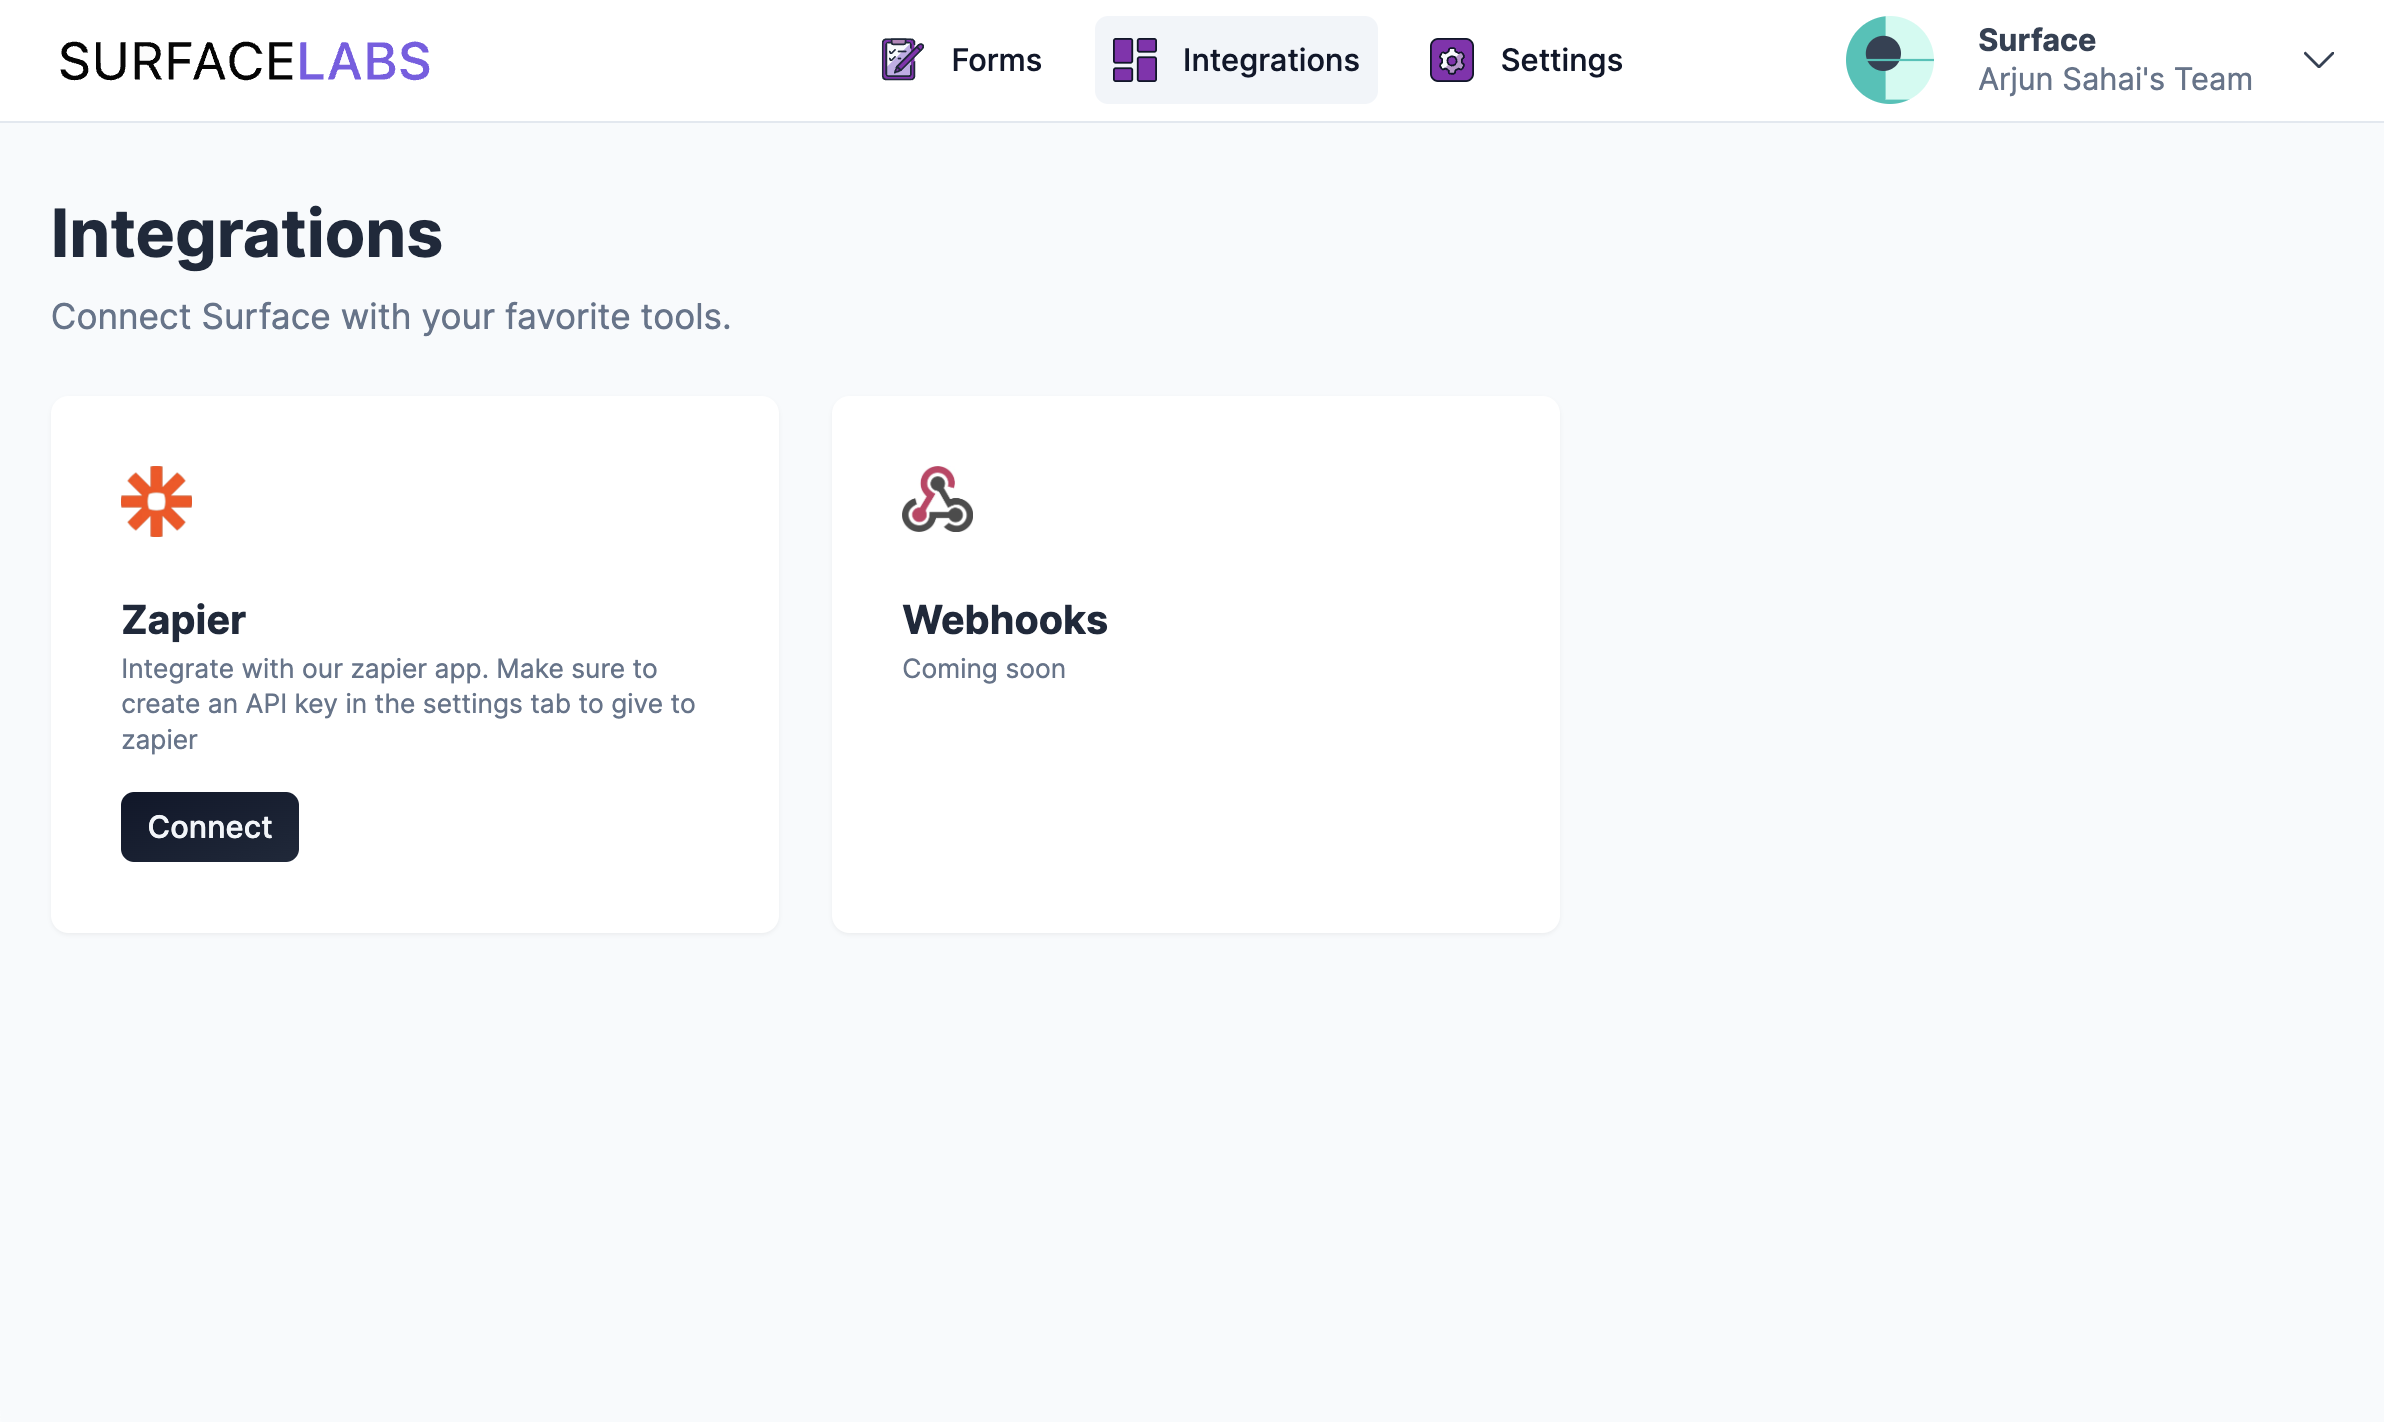 SURFACELABS
Forms
Integrations
Settings
Surface
Arjun Sahai's Team
Integrations
Connect Surface with your favorite tools.
Zapier
Integrate with our zapier app. Make sure to
create an API key in the settings tab to give to
zapier
Connect
Webhooks
Coming soon